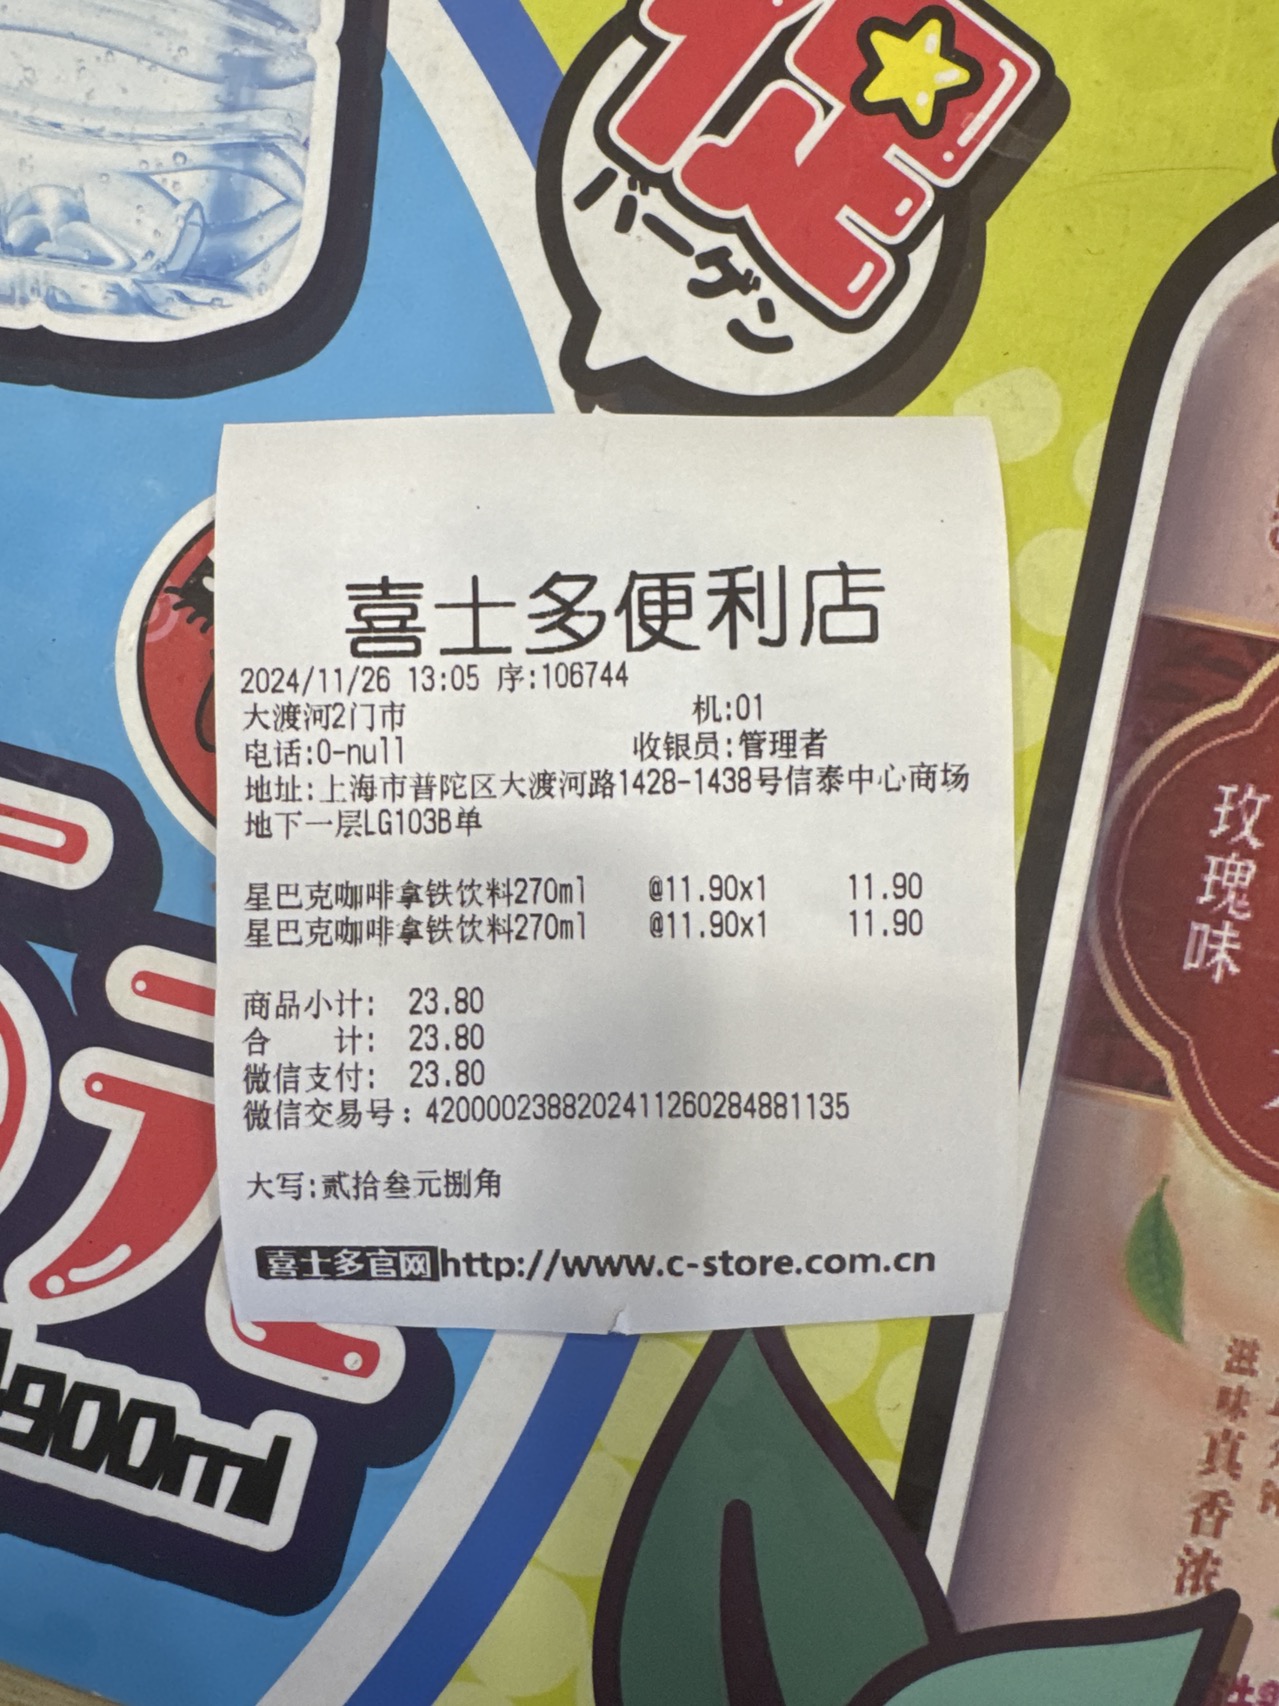 バーゲン
喜士多便利店
2024/11/26 13:05 序:106744
大渡河2门市 机:01
电话:0-null 收银员:管理者
地址:上海市普陀区大渡河路1428-1438号信泰中心商场
地下一层LG103B单
星巴克咖啡拿铁饮料270ml @11.90x1 11.90
星巴克咖啡拿铁饮料270ml @11.90x1 11.90
商品小计: 23.80
合 计: 23.80
微信支付: 23.80
微信交易号: 4200002388202411260284881135
大写:贰拾叁元捌角
喜士多官网http://www.c-store.com.cn
900ml
玫瑰味
滋味真香浓